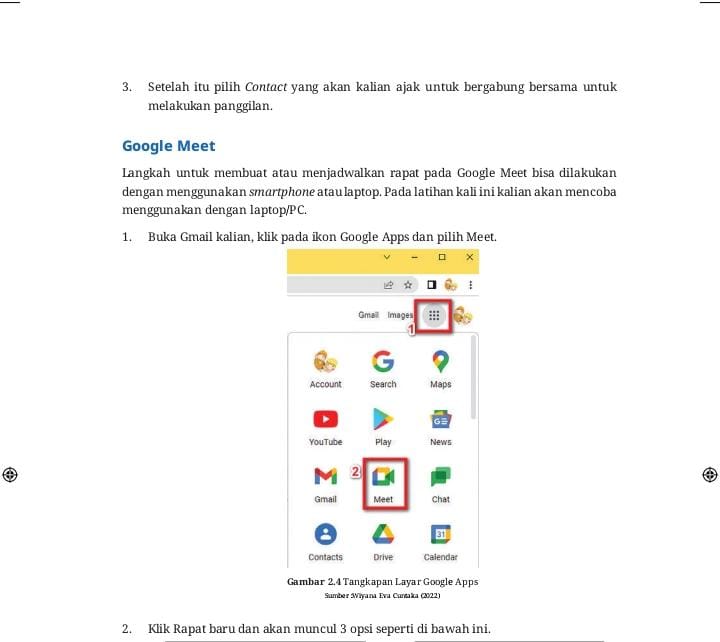 3. Setelah itu pilih Contact yang akan kalian ajak untuk bergabung bersama untuk
melakukan panggilan.
Google Meet
Langkah untuk membuat atau menjadwalkan rapat pada Google Meet bisa dilakukan
dengan menggunakan smartphone atau laptop. Pada latihan kali ini kalian akan mencoba
menggunakan dengan laptop/PC.
1. Buka Gmail kalian, klik pada ikon Google Apps dan pilih Meet.
Gmail Images
1
Account Search Maps
YouTube Play News
2
Gmail Meet Chat
31
Contacts Drive Calendar
Gambar 2.4 Tangkapan Layar Google Apps
Sumber :Wiyana Eva Cuntaka (2022)
2. Klik Rapat baru dan akan muncul 3 opsi seperti di bawah ini.